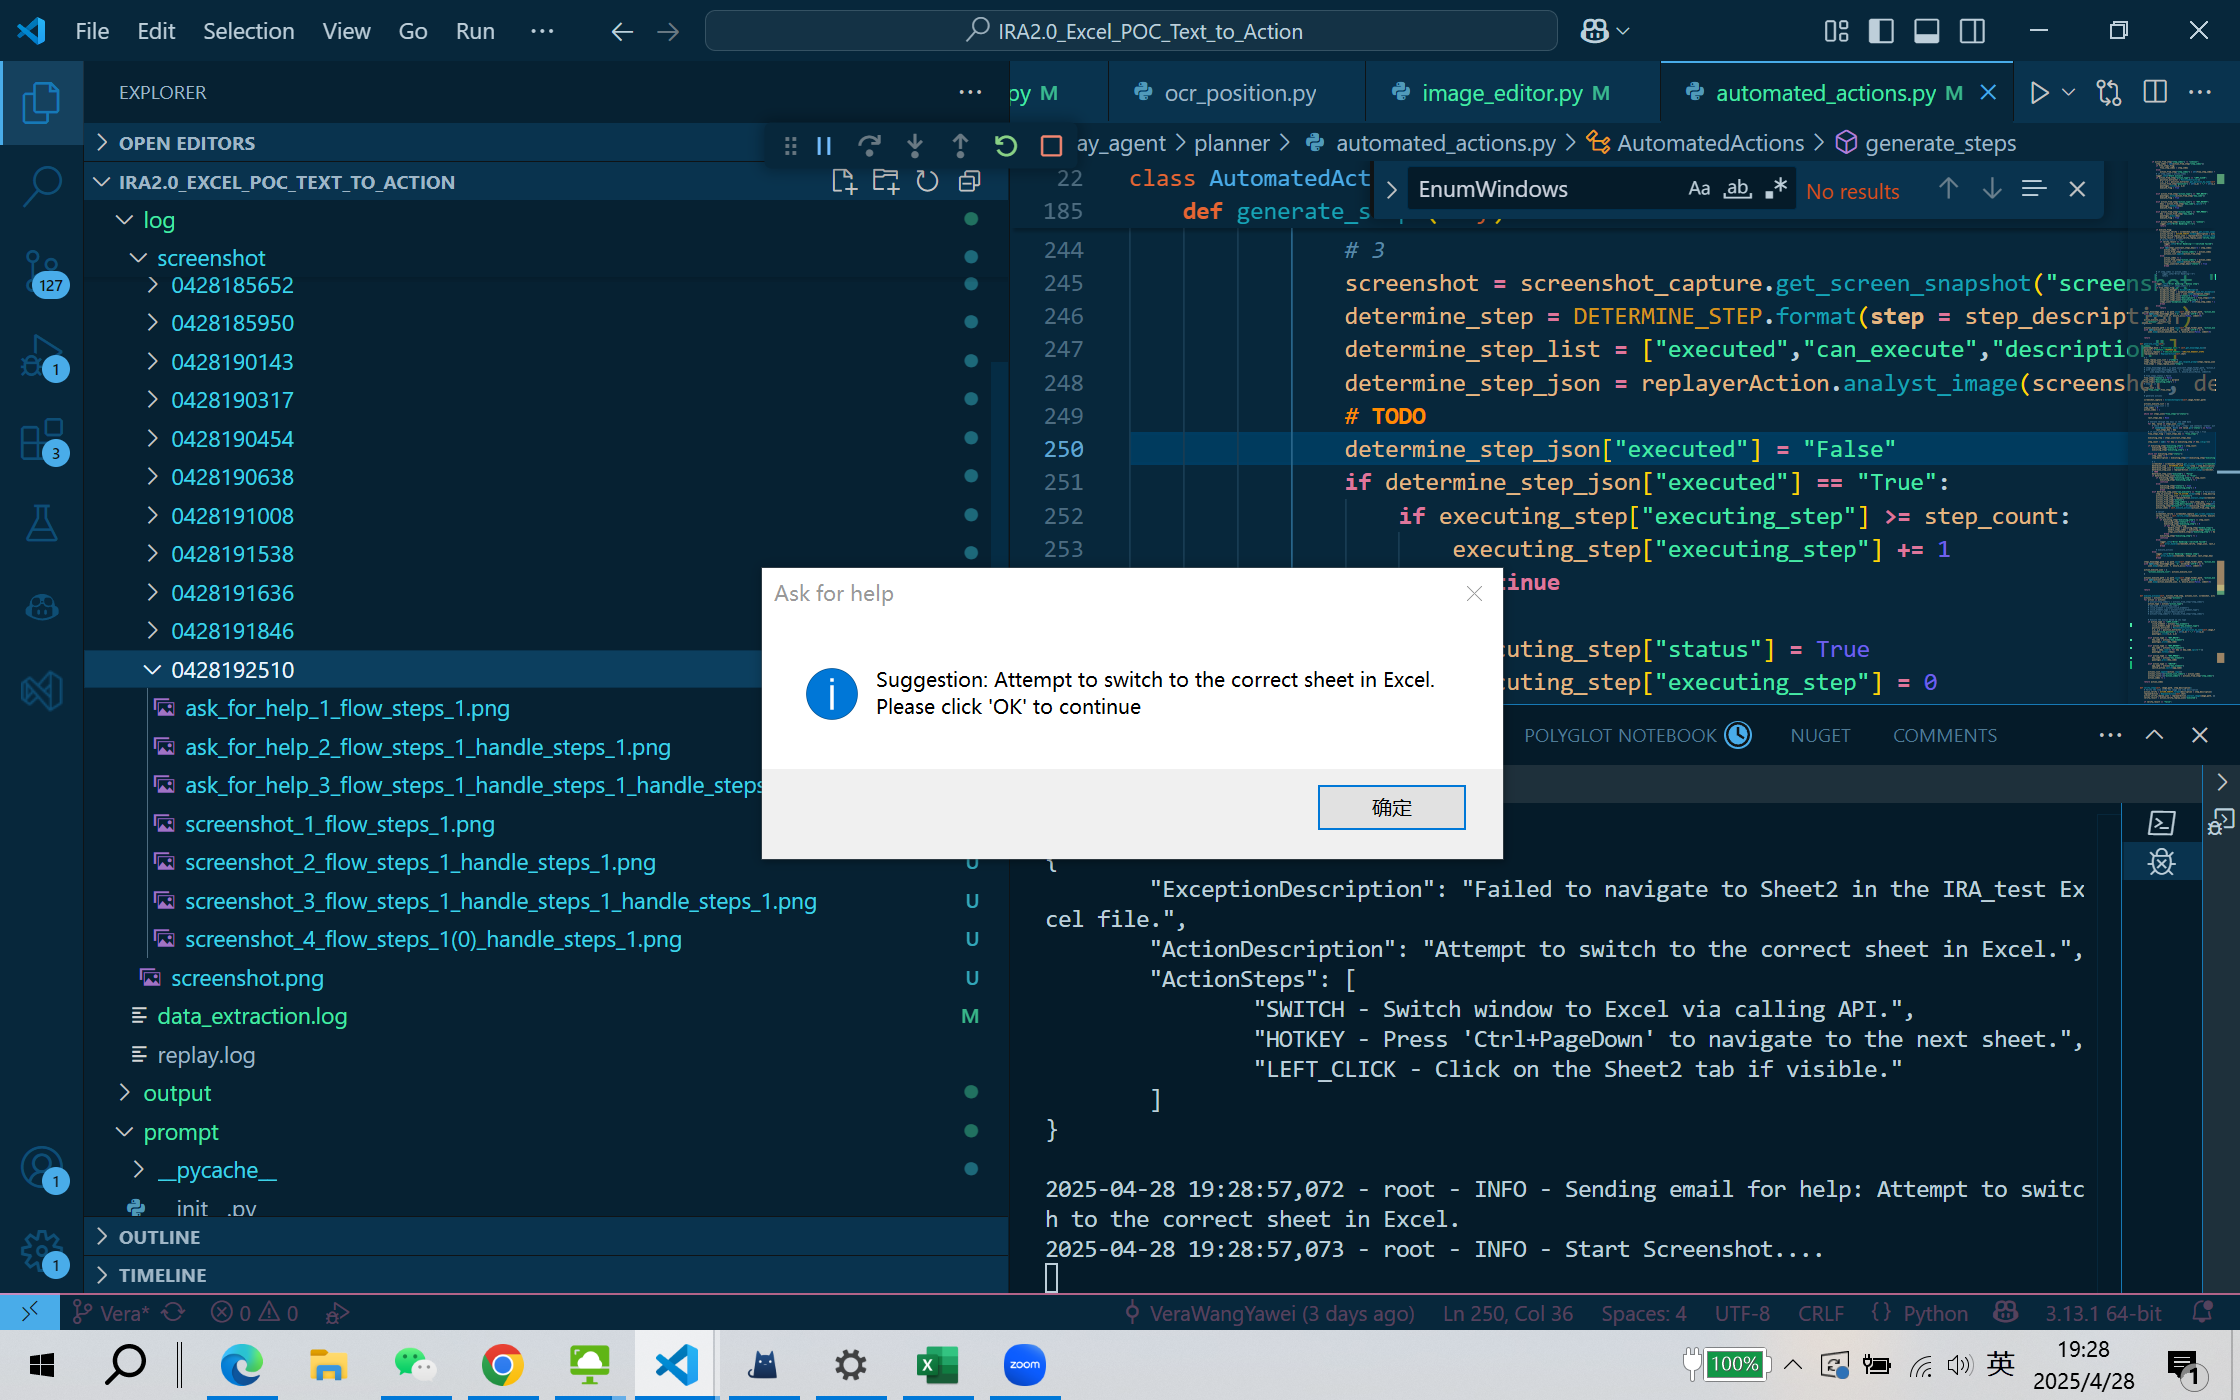 File Edit Selection View Go Run ···
IRA2.0_Excel_POC_Text_to_Action
EXPLORER
OPEN EDITORS
IRA2.0_EXCEL_POC_TEXT_TO_ACTION
log
screenshot
0428185652
0428185950
0428190143
0428190317
0428190454
0428190638
0428191008
0428191538
0428191636
0428191846
0428192510
ask_for_help_1_flow_steps_1.png
ask_for_help_2_flow_steps_1_handle_steps_1.png
ask_for_help_3_flow_steps_1_handle_steps_1_handle_steps
screenshot_1_flow_steps_1.png
screenshot_2_flow_steps_1_handle_steps_1.png U
screenshot_3_flow_steps_1_handle_steps_1_handle_steps_1.png U
screenshot_4_flow_steps_1(0)_handle_steps_1.png U
screenshot.png U
data_extraction.log M
replay.log
output
prompt
__pycache__
__init__.py
OUTLINE
TIMELINE
127
1
3
1
1
py M
ocr_position.py
image_editor.py M
automated_actions.py M
ay_agent > planner > automated_actions.py > AutomatedActions > generate_steps
EnumWindows
Aa ab .* No results
22 class AutomatedAct
185 def generate_s
244 # 3
245 screenshot = screenshot_capture.get_screen_snapshot("screenshot
246 determine_step = DETERMINE_STEP.format(step = step_description)
247 determine_step_list = ["executed","can_execute","description"]
248 determine_step_json = replayerAction.analyst_image(screenshot, de
249 # TODO
250 determine_step_json["executed"] = "False"
251 if determine_step_json["executed"] == "True":
252 if executing_step["executing_step"] >= step_count:
253 executing_step["executing_step"] += 1
tinue
uting_step["status"] = True
uting_step["executing_step"] = 0
Ask for help
Suggestion: Attempt to switch to the correct sheet in Excel.
Please click 'OK' to continue
确定
POLYGLOT NOTEBOOK NUGET COMMENTS ···
{
"ExceptionDescription": "Failed to navigate to Sheet2 in the IRA_test Ex
cel file.",
"ActionDescription": "Attempt to switch to the correct sheet in Excel.",
"ActionSteps": [
"SWITCH - Switch window to Excel via calling API.",
"HOTKEY - Press 'Ctrl+PageDown' to navigate to the next sheet.",
"LEFT_CLICK - Click on the Sheet2 tab if visible."
]
}
2025-04-28 19:28:57,072 - root - INFO - Sending email for help: Attempt to switc
h to the correct sheet in Excel.
2025-04-28 19:28:57,073 - root - INFO - Start Screenshot....
Vera* 0 0 VeraWangYawei (3 days ago) Ln 250, Col 36 Spaces: 4 UTF-8 CRLF {} Python 3.13.1 64-bit
zoom
100%
英
19:28
2025/4/28
1